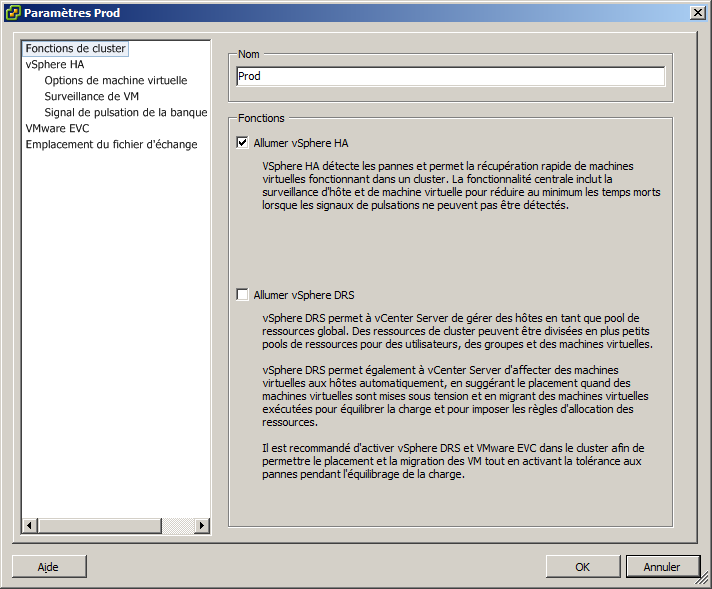 Paramètres Prod
Fonctions de cluster
vSphere HA
Options de machine virtuelle
Surveillance de VM
Signal de pulsation de la banque
VMware EVC
Emplacement du fichier d'échange
Nom
Prod
Fonctions
Allumer vSphere HA
VSphere HA détecte les pannes et permet la récupération rapide de machines
virtuelles fonctionnant dans un cluster. La fonctionnalité centrale inclut la
surveillance d'hôte et de machine virtuelle pour réduire au minimum les temps morts
lorsque les signaux de pulsations ne peuvent pas être détectés.
Allumer vSphere DRS
vSphere DRS permet à vCenter Server de gérer des hôtes en tant que pool de
ressources global. Des ressources de cluster peuvent être divisées en plus petits
pools de ressources pour des utilisateurs, des groupes et des machines virtuelles.
vSphere DRS permet également à vCenter Server d'affecter des machines
virtuelles aux hôtes automatiquement, en suggérant le placement quand des
machines virtuelles sont mises sous tension et en migrant des machines virtuelles
exécutées pour équilibrer la charge et pour imposer les règles d'allocation des
ressources.
Il est recommandé d'activer vSphere DRS et VMware EVC dans le cluster afin de
permettre le placement et la migration des VM tout en activant la tolérance aux
pannes pendant l'équilibrage de la charge.
Aide
OK
Annuler